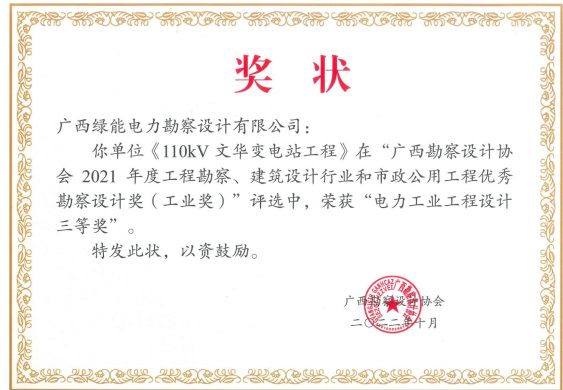 奖 状
广西绿能电力勘察设计有限公司：
你单位《110kV 文华变电站工程》在“广西勘察设计协
会 2021 年度工程勘察、建筑设计行业和市政公用工程优秀
勘察设计奖（工业奖）”评选中，荣获“电力工业工程设计
三等奖”。
特发此状，以资鼓励。
广西勘察设计协会
二〇二二年十月